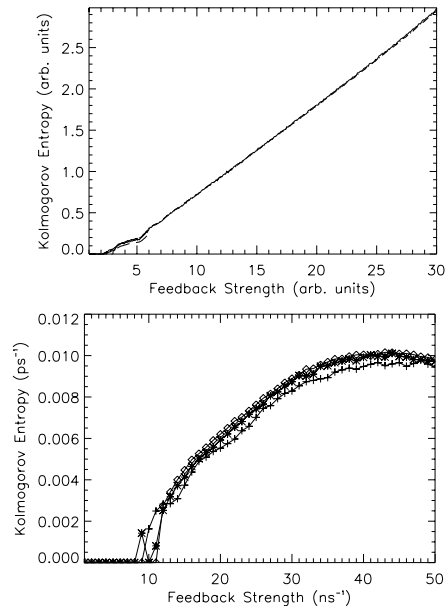 Kolmogorov Entropy (arb. units)
3.0
2.5
2.0
1.5
1.0
0.5
0.0
5 10 15 20 25 30
Feedback Strength (arb. units)
Kolmogorov Entropy (ps⁻¹)
0.012
0.010
0.008
0.006
0.004
0.002
0.000
10 20 30 40 50
Feedback Strength (ns⁻¹)